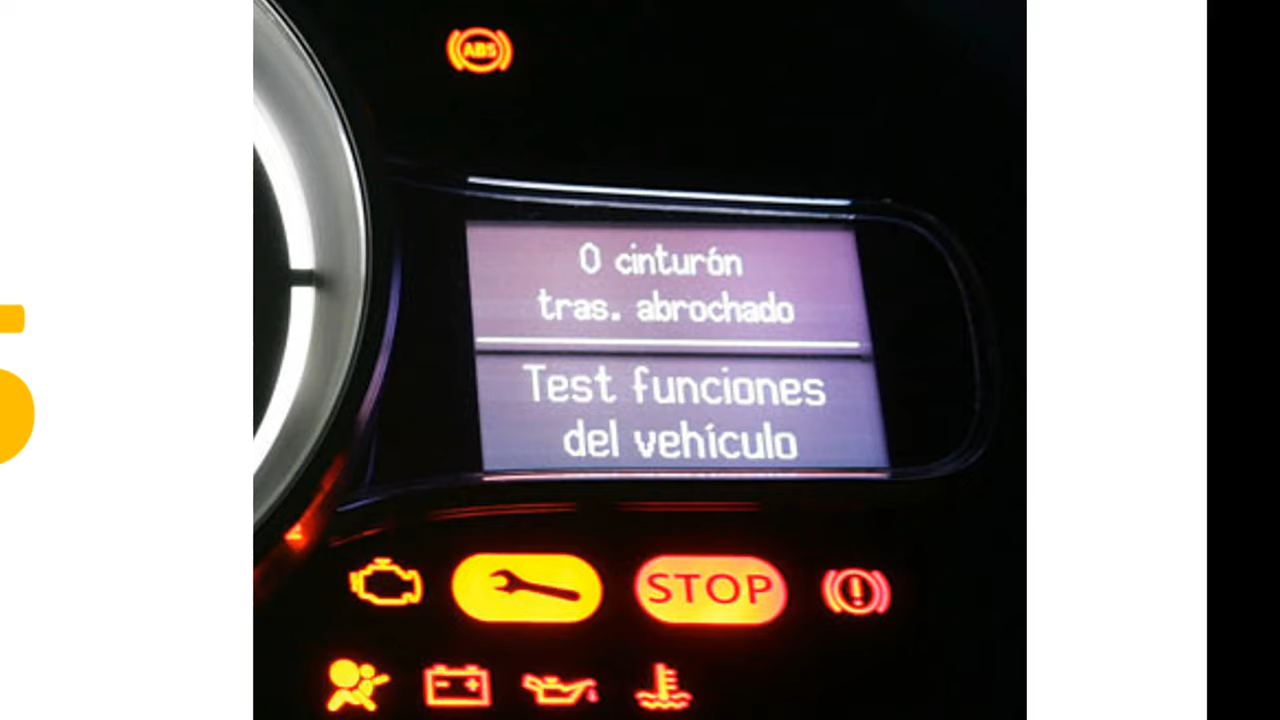 ABS
0 cinturón
tras. abrochado
Test funciones
del vehículo
STOP